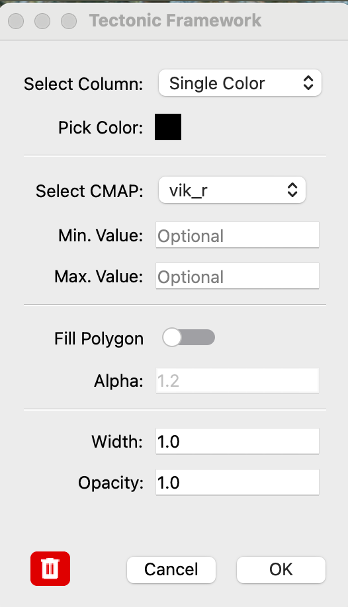 Tectonic Framework
Select Column: Single Color
Pick Color:
Select CMAP: vik_r
Min. Value: Optional
Max. Value: Optional
Fill Polygon
Alpha: 1.2
Width: 1.0
Opacity: 1.0
Cancel OK